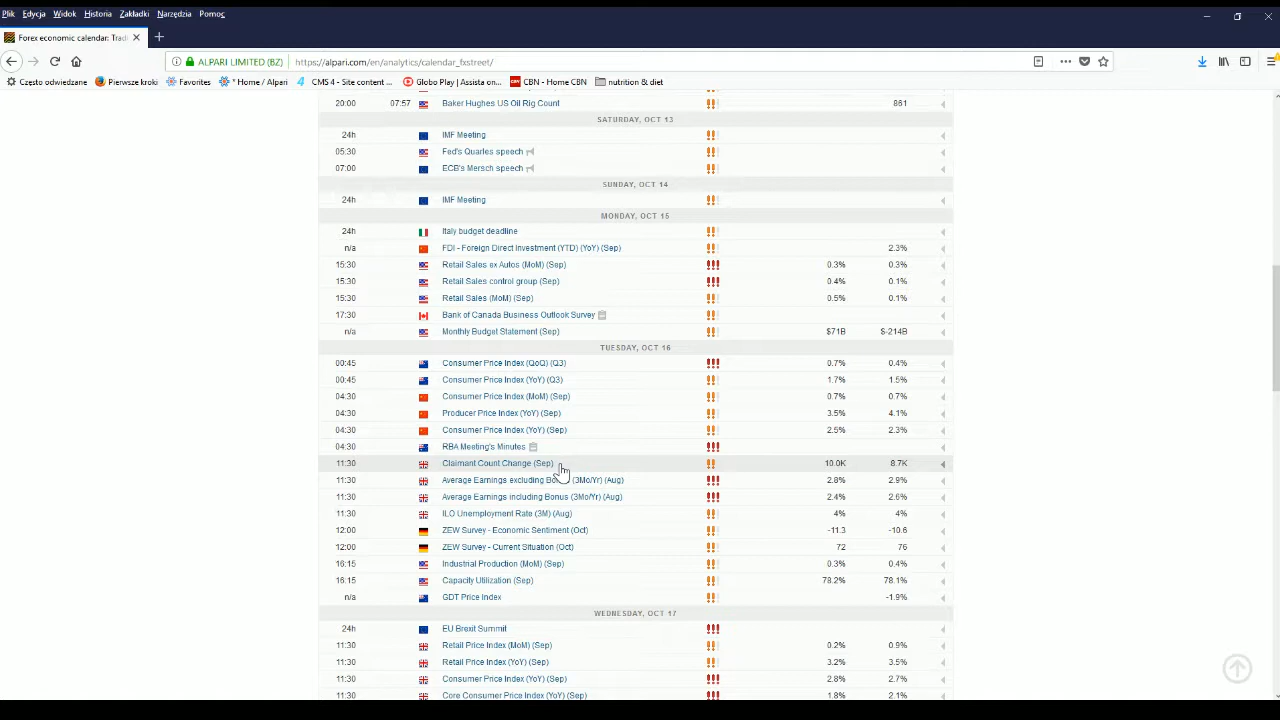 Plik Edycja Widok Historia Zakładki Narzędzia Pomoc
Forex economic calendar: Tradi
ALPARI LIMITED (BZ) https://alpari.com/en/analytics/calendar_fxstreet/
Często odwiedzane Pierwsze kroki Favorites * Home / Alpari CMS 4 - Site content ... Globo Play | Assista on... CBN - Home CBN nutrition & diet
20:00 07:57 Baker Hughes US Oil Rig Count 861
SATURDAY, OCT 13
24h IMF Meeting
05:30 Fed's Quarles speech
07:00 ECB's Mersch speech
SUNDAY, OCT 14
24h IMF Meeting
MONDAY, OCT 15
24h Italy budget deadline
n/a FDI - Foreign Direct Investment (YTD) (YoY) (Sep) 2.3%
15:30 Retail Sales ex Autos (MoM) (Sep) 0.3% 0.3%
15:30 Retail Sales control group (Sep) 0.4% 0.1%
15:30 Retail Sales (MoM) (Sep) 0.5% 0.1%
17:30 Bank of Canada Business Outlook Survey
n/a Monthly Budget Statement (Sep) $71B $-214B
TUESDAY, OCT 16
00:45 Consumer Price Index (QoQ) (Q3) 0.7% 0.4%
00:45 Consumer Price Index (YoY) (Q3) 1.7% 1.5%
04:30 Consumer Price Index (MoM) (Sep) 0.7% 0.7%
04:30 Producer Price Index (YoY) (Sep) 3.5% 4.1%
04:30 Consumer Price Index (YoY) (Sep) 2.5% 2.3%
04:30 RBA Meeting's Minutes
11:30 Claimant Count Change (Sep) 10.0K 8.7K
11:30 Average Earnings excluding Bonus (3Mo/Yr) (Aug) 2.8% 2.9%
11:30 Average Earnings including Bonus (3Mo/Yr) (Aug) 2.4% 2.6%
11:30 ILO Unemployment Rate (3M) (Aug) 4% 4%
12:00 ZEW Survey - Economic Sentiment (Oct) -11.3 -10.6
12:00 ZEW Survey - Current Situation (Oct) 72 76
16:15 Industrial Production (MoM) (Sep) 0.3% 0.4%
16:15 Capacity Utilization (Sep) 78.2% 78.1%
n/a GDT Price Index -1.9%
WEDNESDAY, OCT 17
24h EU Brexit Summit
11:30 Retail Price Index (MoM) (Sep) 0.2% 0.9%
11:30 Retail Price Index (YoY) (Sep) 3.2% 3.5%
11:30 Consumer Price Index (YoY) (Sep) 2.8% 2.7%
11:30 Core Consumer Price Index (YoY) (Sep) 1.8% 2.1%